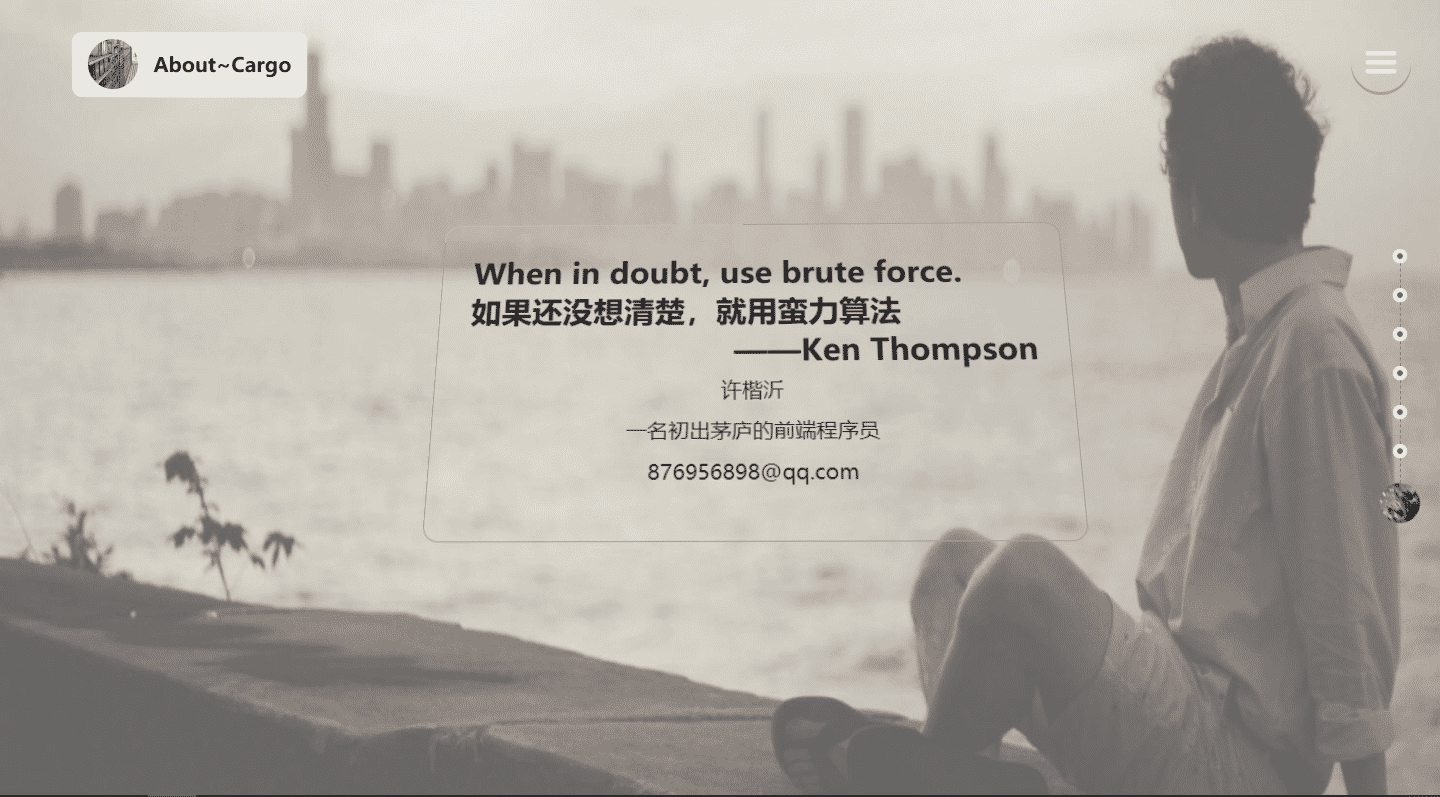 About~Cargo
When in doubt, use brute force.
如果还没想清楚，就用蛮力算法
——Ken Thompson
许楷沂
一名初出茅庐的前端程序员
876956898@qq.com